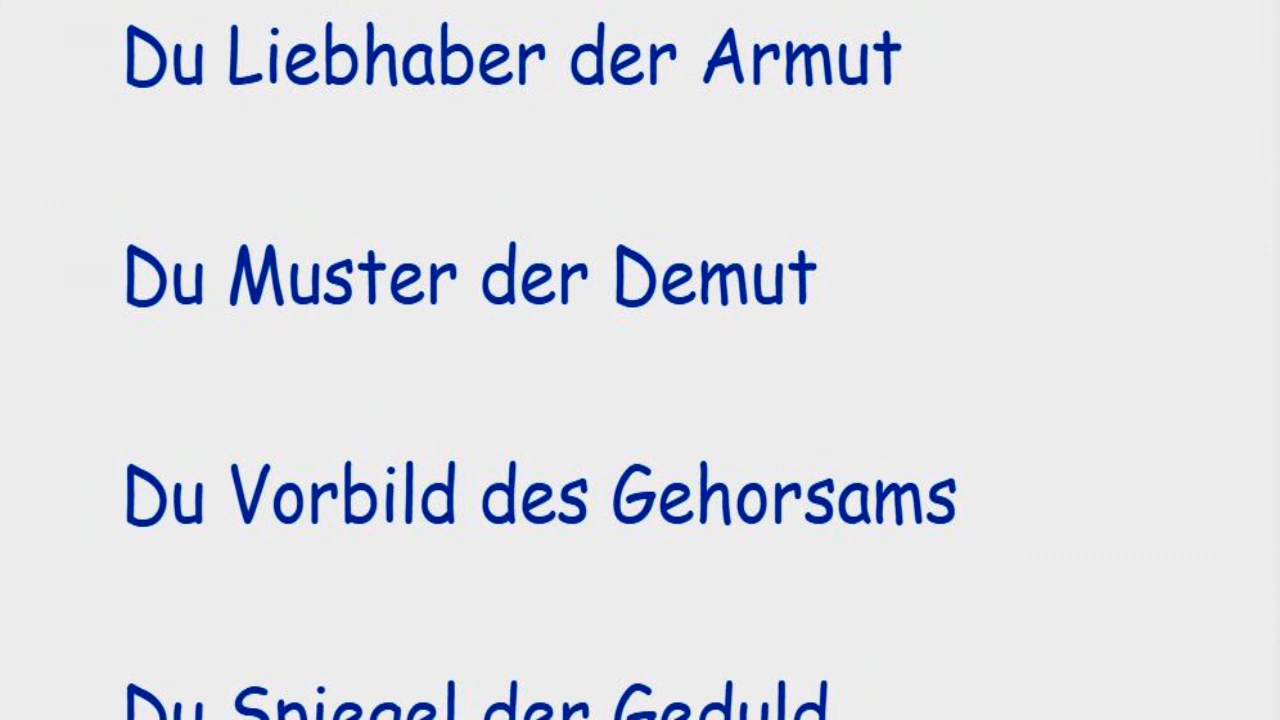 Du Liebhaber der Armut
Du Muster der Demut
Du Vorbild des Gehorsams
Du Spiegel der Geduld